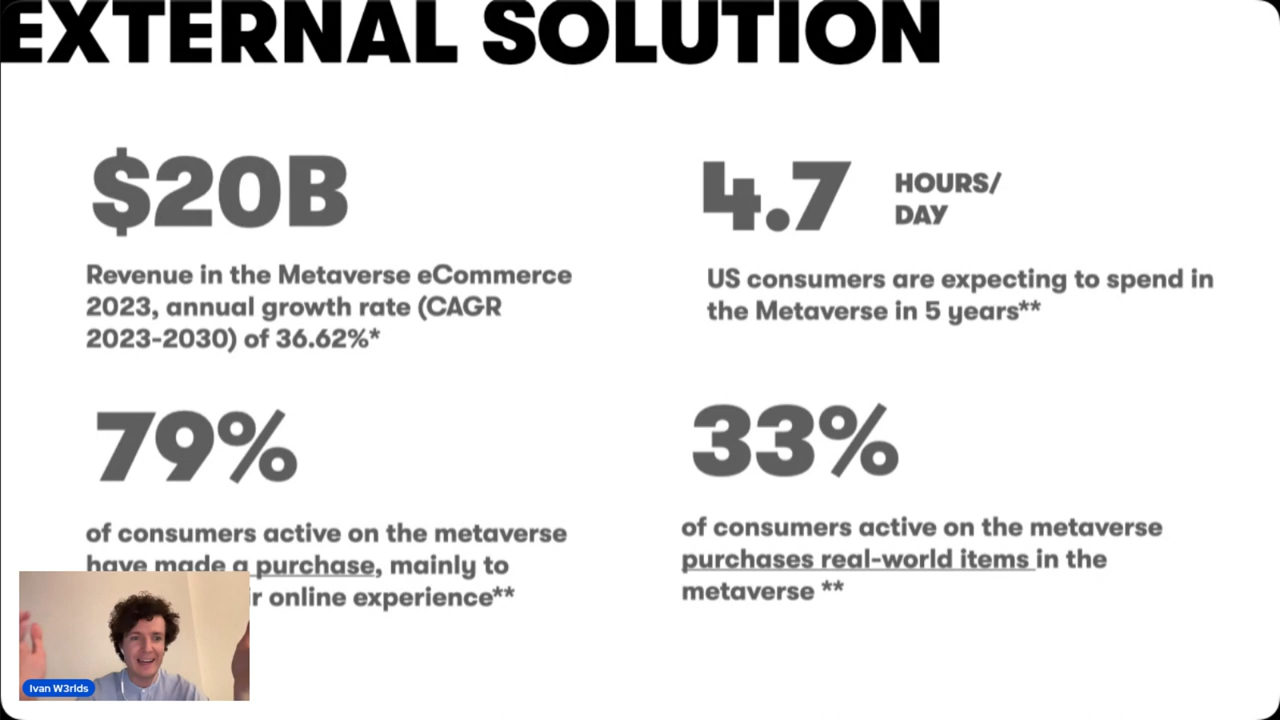 EXTERNAL SOLUTION
$20B
Revenue in the Metaverse eCommerce
2023, annual growth rate (CAGR
2023-2030) of 36.62%*
4.7 HOURS/
DAY
US consumers are expecting to spend in
the Metaverse in 5 years**
79%
of consumers active on the metaverse
have made a purchase, mainly to
online experience**
33%
of consumers active on the metaverse
purchases real-world items in the
metaverse **
Ivan W3rlds